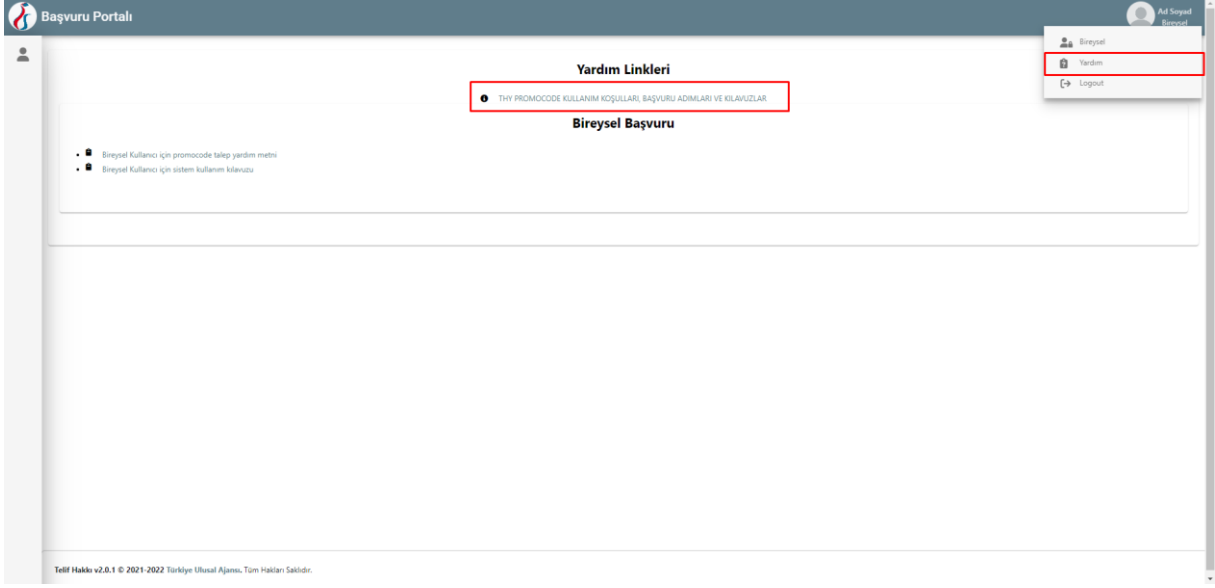 Başvuru Portalı
Ad Soyad
Bireysel
Bireysel
Yardım
Logout
Yardım Linkleri
THY PROMOCODE KULLANIM KOŞULLARI, BAŞVURU ADIMLARI VE KILAVUZLAR
Bireysel Başvuru
Bireysel Kullanıcı için promocode talep yardım metni
Bireysel Kullanıcı için sistem kullanım kılavuzu
Telif Hakkı v2.0.1 © 2021-2022 Türkiye Ulusal Ajansı. Tüm Hakları Saklıdır.